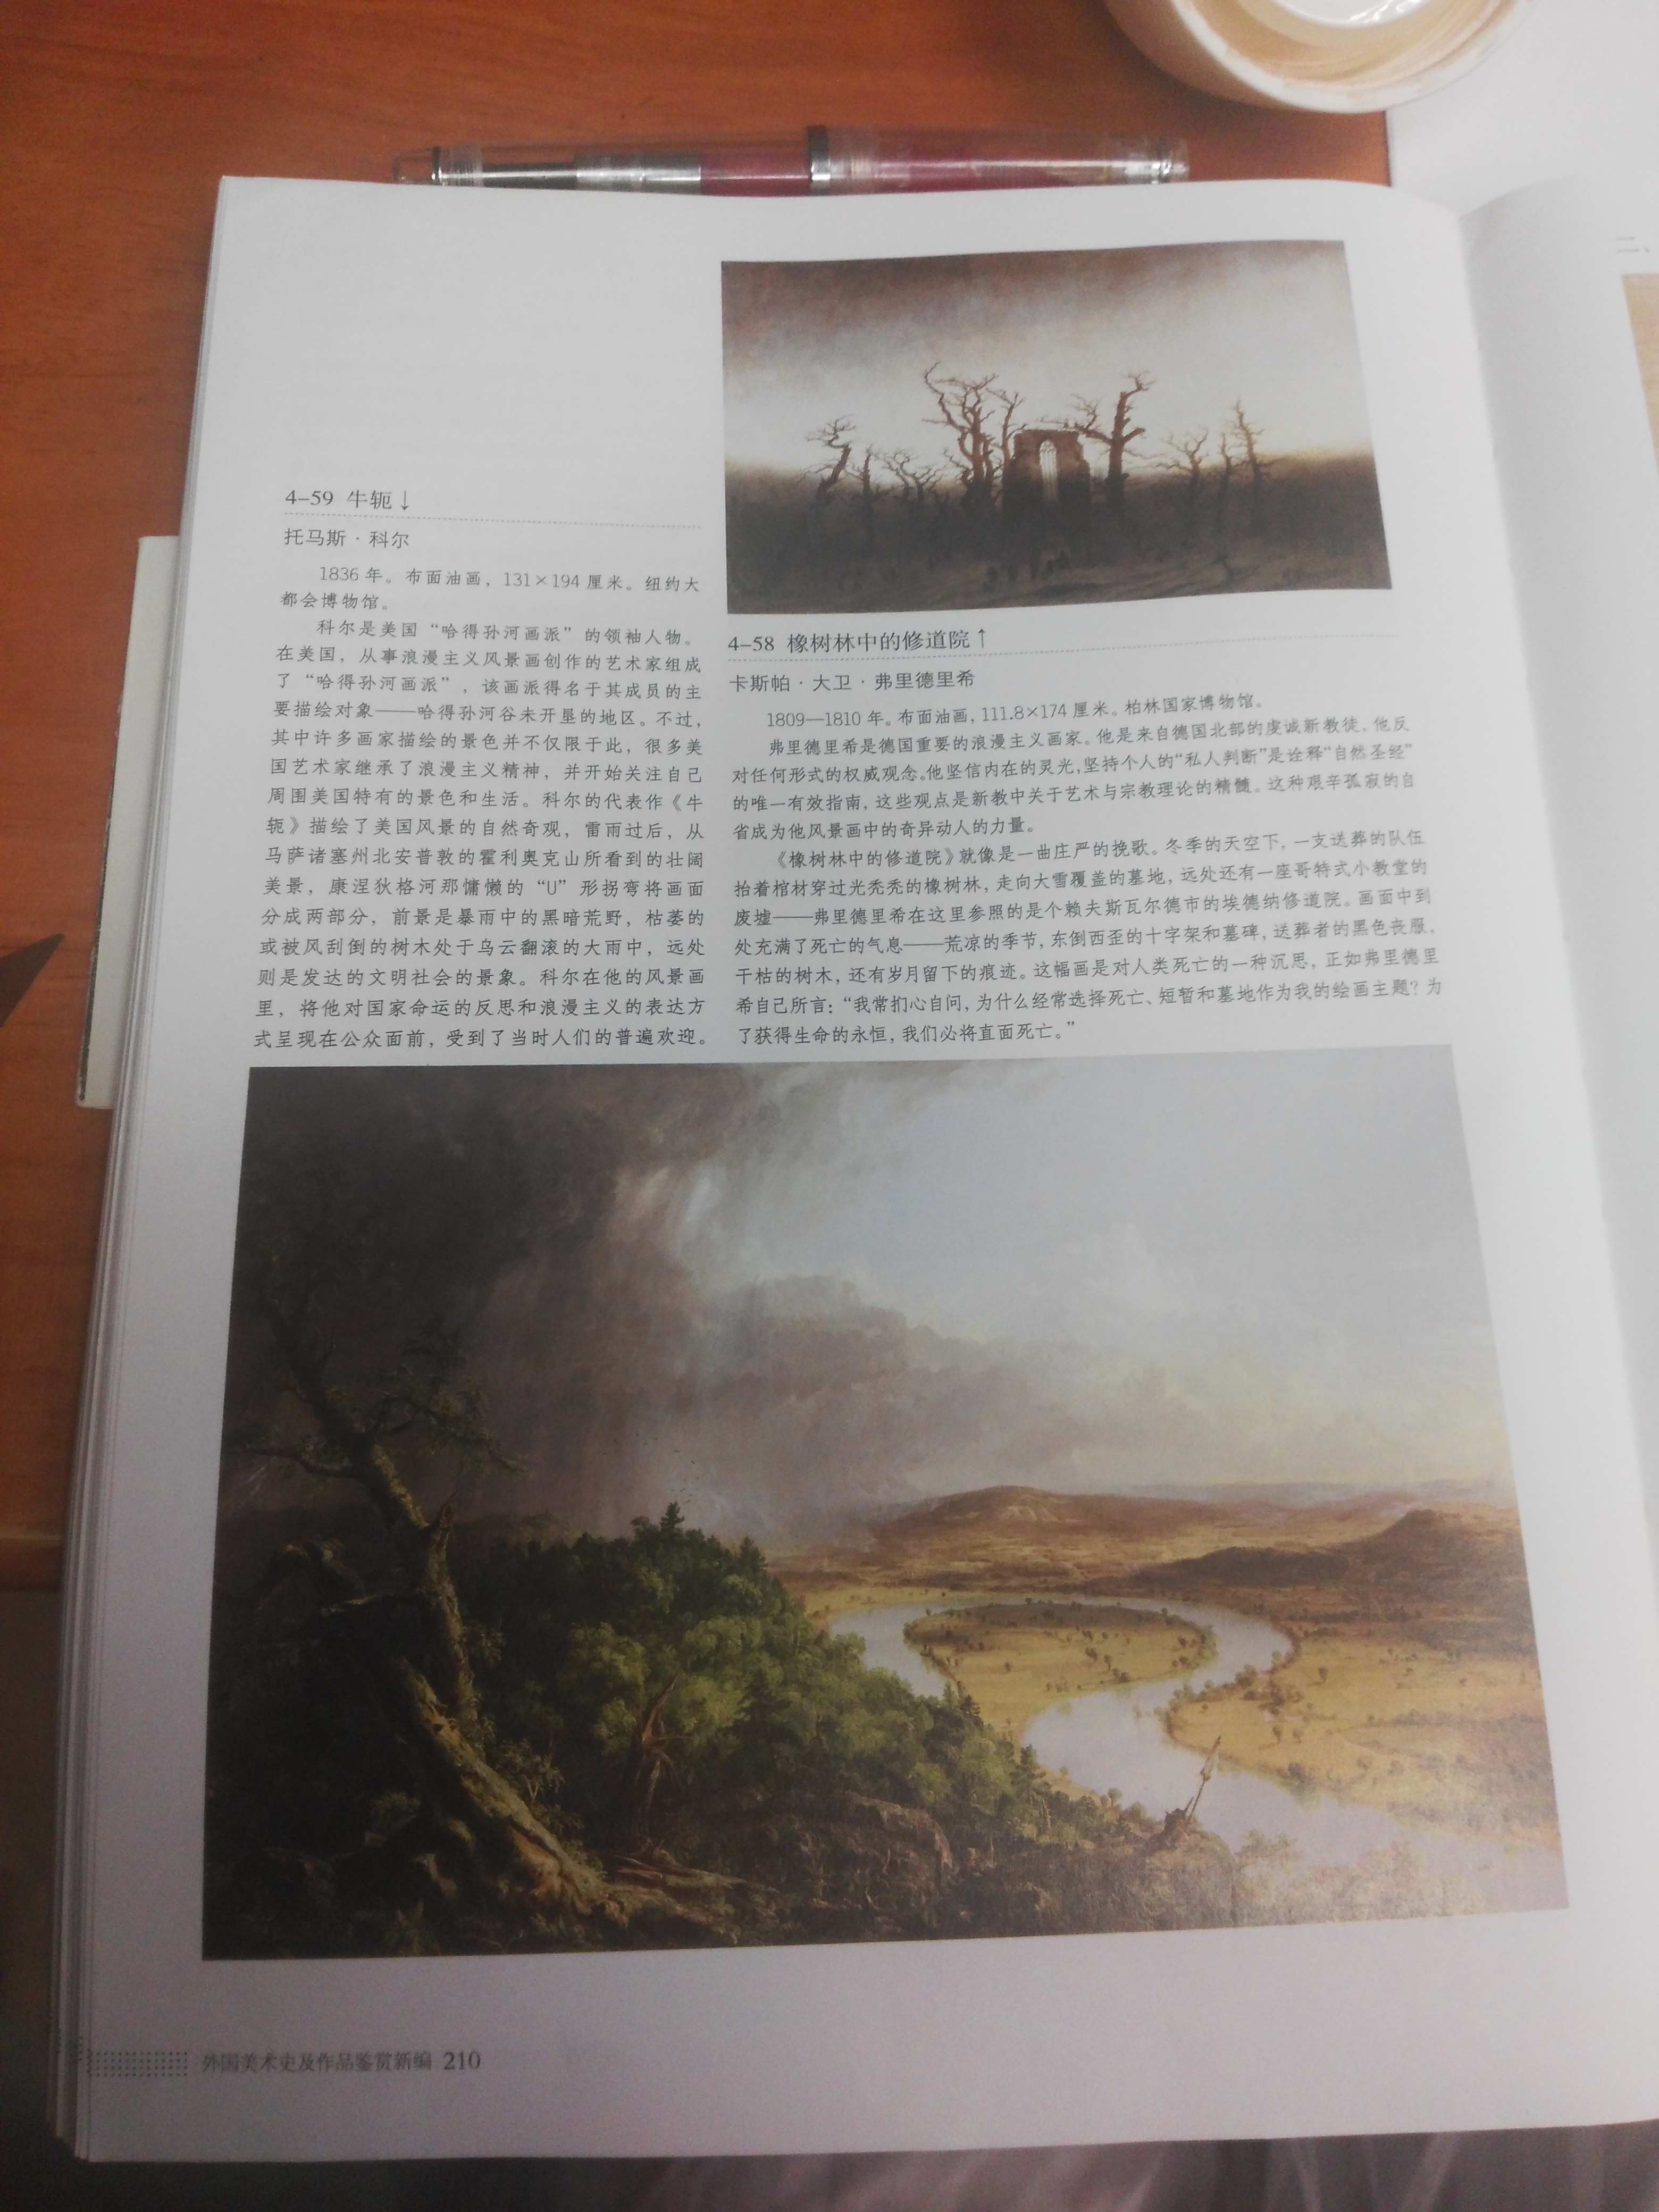 4-59 牛轭↓
托马斯·科尔
1836 年。布面油画，131×194 厘米。纽约大
都会博物馆。
科尔是美国“哈得孙河画派”的领袖人物。
在美国，从事浪漫主义风景画创作的艺术家组成
了“哈得孙河画派”，该画派得名于其成员的主
要描绘对象——哈得孙河谷未开垦的地区。不过，
其中许多画家描绘的景色并不仅限于此，很多美
国艺术家继承了浪漫主义精神，并开始关注自己
周围美国特有的景色和生活。科尔的代表作《牛
轭》描绘了美国风景的自然奇观，雷雨过后，从
马萨诸塞州北安普敦的霍利奥克山所看到的壮阔
美景，康涅狄格河那慵懒的“U”形拐弯将画面
分成两部分，前景是暴雨中的黑暗荒野，枯萎的
或被风刮倒的树木处于乌云翻滚的大雨中，远处
则是发达的文明社会的景象。科尔在他的风景画
里，将他对国家命运的反思和浪漫主义的表达方
式呈现在公众面前，受到了当时人们的普遍欢迎。
4-58 橡树林中的修道院↑
卡斯帕·大卫·弗里德里希
1809—1810 年。布面油画，111.8×174 厘米。柏林国家博物馆。
弗里德里希是德国重要的浪漫主义画家。他是来自德国北部的虔诚新教徒，他反
对任何形式的权威观念。他坚信内在的灵光，坚持个人的“私人判断”是诠释“自然圣经”
的唯一有效指南，这些观点是新教中关于艺术与宗教理论的精髓。这种艰辛孤寂的自
省成为他风景画中的奇异动人的力量。
《橡树林中的修道院》就像是一曲庄严的挽歌。冬季的天空下，一支送葬的队伍
抬着棺材穿过光秃秃的橡树林，走向大雪覆盖的墓地，远处还有一座哥特式小教堂的
废墟——弗里德里希在这里参照的是个赖夫斯瓦尔德市的埃德纳修道院。画面中到
处充满了死亡的气息——荒凉的季节，东倒西歪的十字架和墓碑，送葬者的黑色丧服，
干枯的树木，还有岁月留下的痕迹。这幅画是对人类死亡的一种沉思，正如弗里德里
希自己所言：“我常扪心自问，为什么经常选择死亡、短暂和墓地作为我的绘画主题？为
了获得生命的永恒，我们必将直面死亡。”
外国美术史及作品鉴赏新编 210
二、